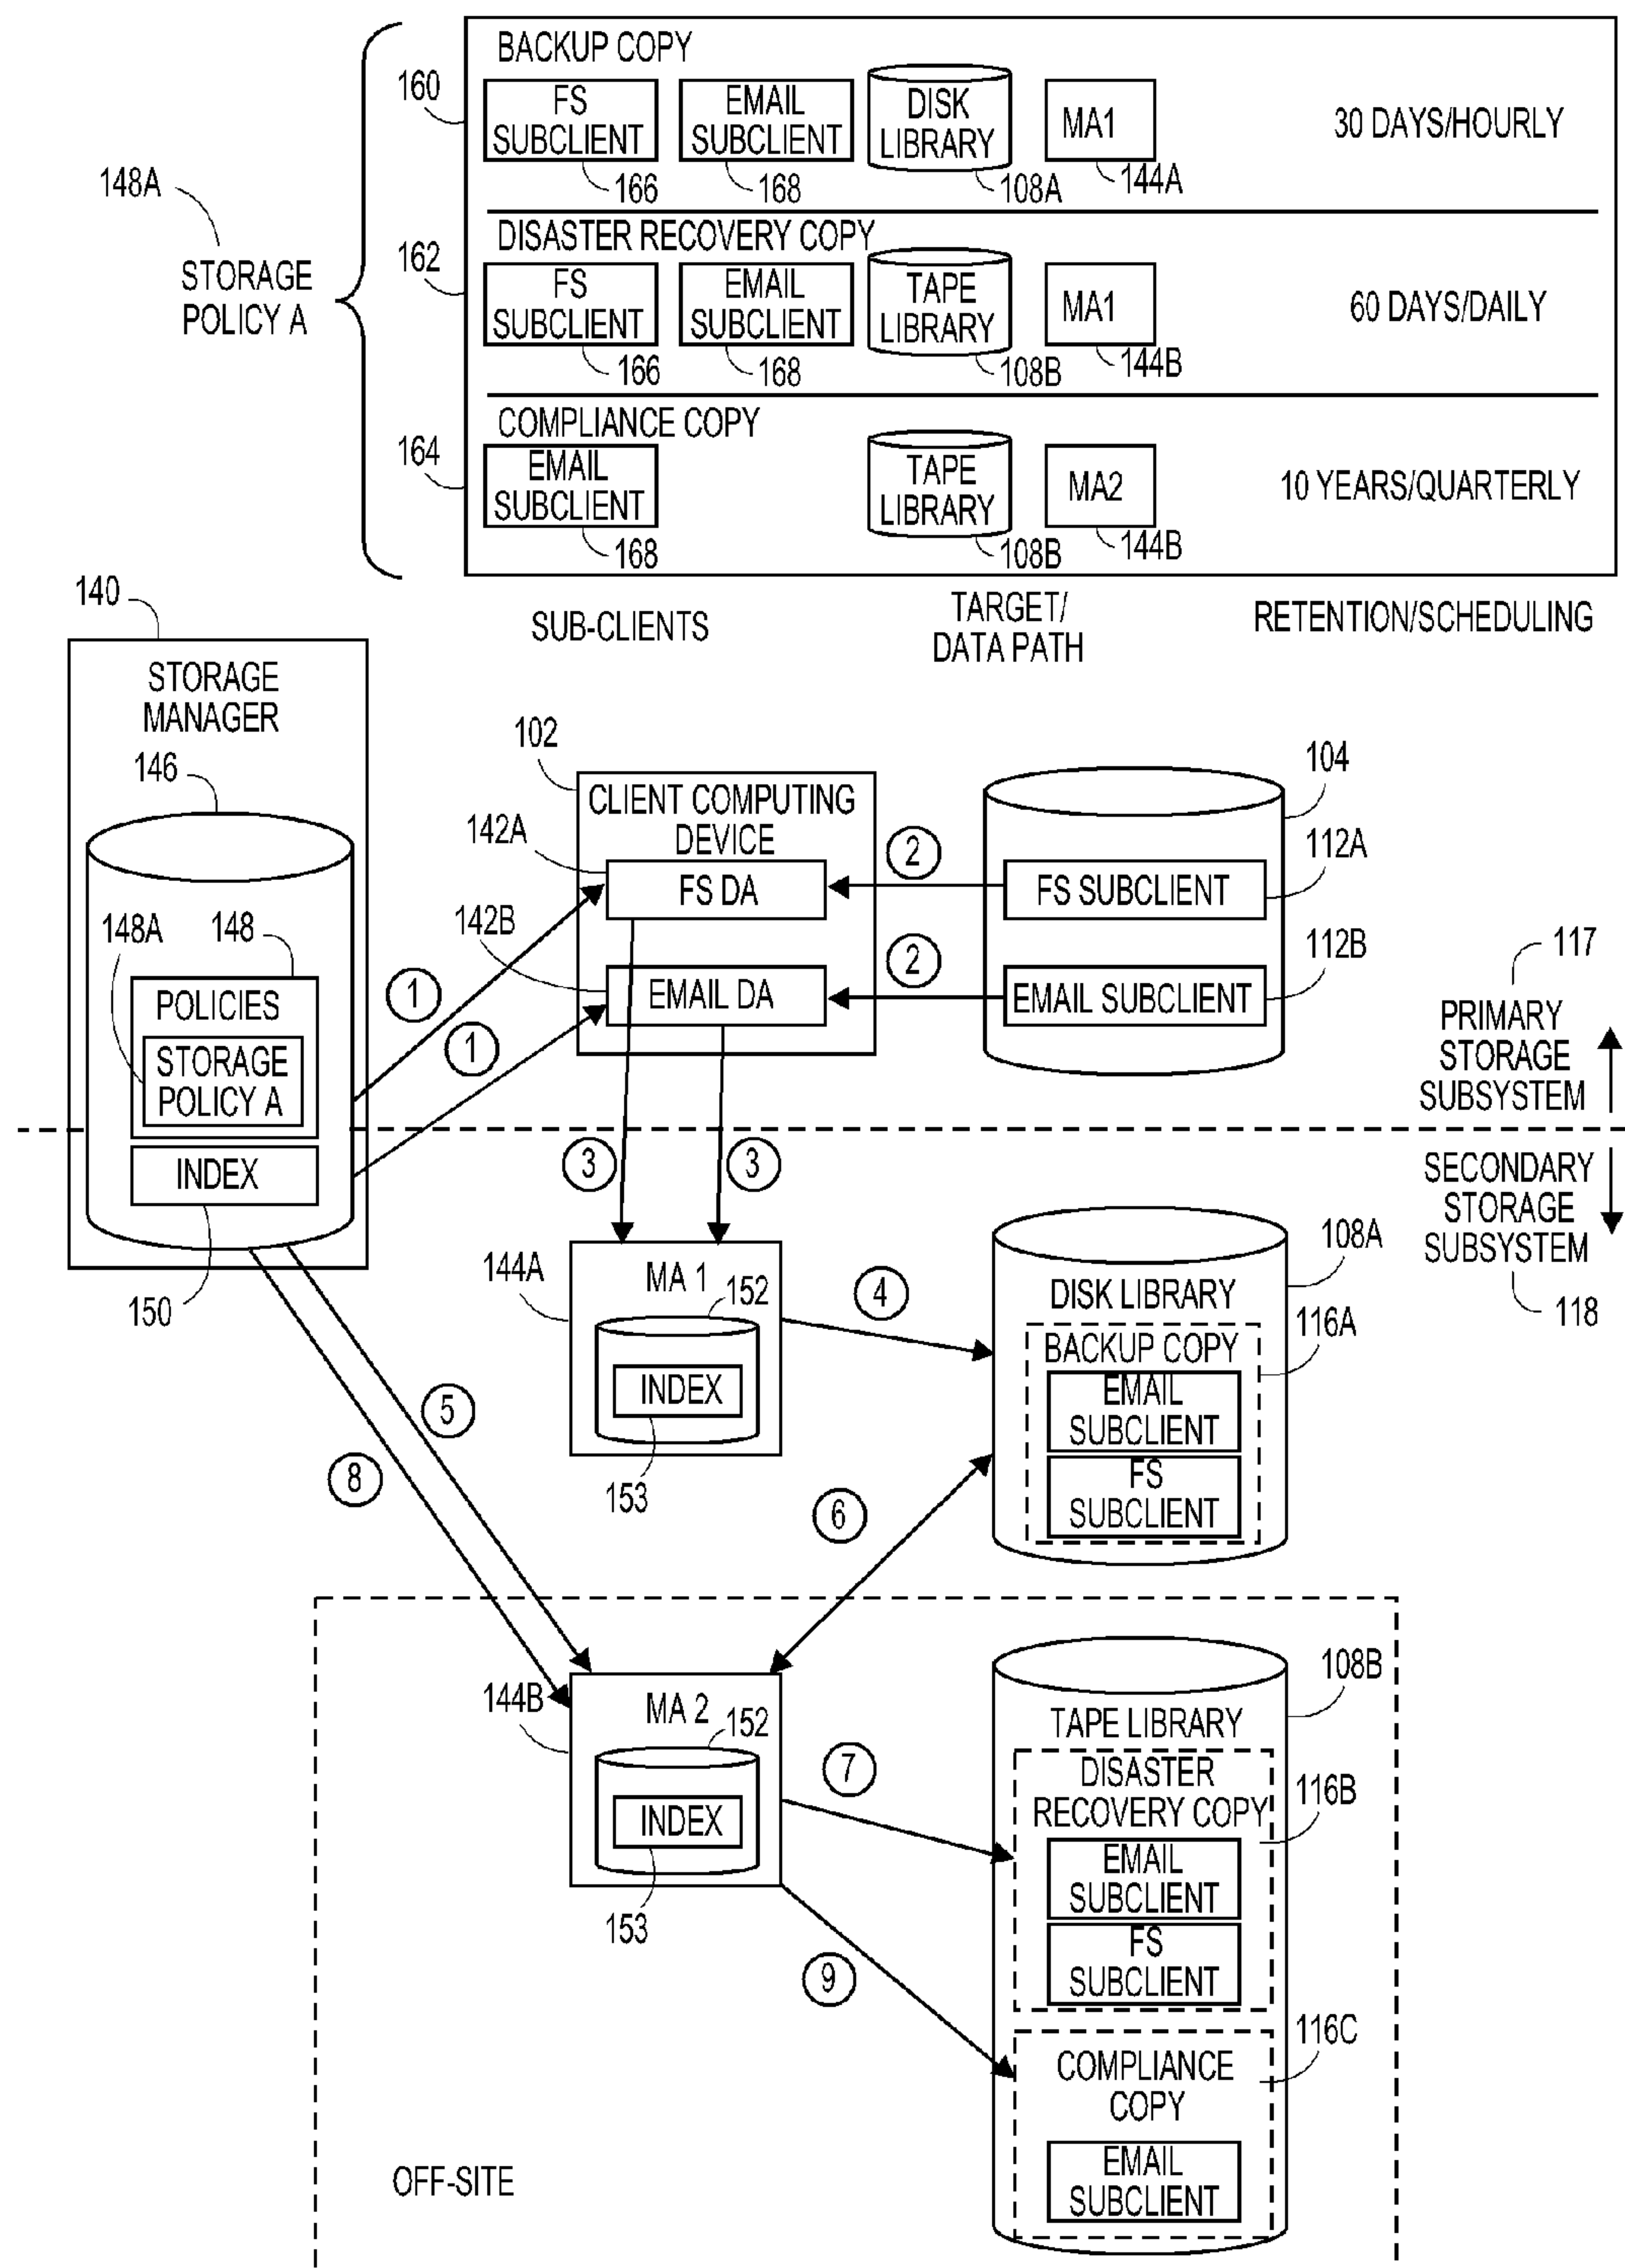 BACKUP COPY
160
FS
SUBCLIENT
166
EMAIL
SUBCLIENT
168
DISK
LIBRARY
108A
MA1
144A
30 DAYS/HOURLY
148A
STORAGE
POLICY A
DISASTER RECOVERY COPY
162
FS
SUBCLIENT
166
EMAIL
SUBCLIENT
168
TAPE
LIBRARY
108B
MA1
144B
60 DAYS/DAILY
COMPLIANCE COPY
164
EMAIL
SUBCLIENT
168
TAPE
LIBRARY
108B
MA2
144B
10 YEARS/QUARTERLY
SUB-CLIENTS
TARGET/
DATA PATH
RETENTION/SCHEDULING
140
STORAGE
MANAGER
146
148A
148
POLICIES
STORAGE
POLICY A
INDEX
150
102
CLIENT COMPUTING
DEVICE
142A
FS DA
142B
EMAIL DA
104
FS SUBCLIENT
112A
EMAIL SUBCLIENT
112B
1
1
2
2
117
PRIMARY
STORAGE
SUBSYSTEM
SECONDARY
STORAGE
SUBSYSTEM
118
3
3
144A
MA 1
152
INDEX
153
4
108A
DISK LIBRARY
116A
BACKUP COPY
EMAIL
SUBCLIENT
FS
SUBCLIENT
5
8
6
144B
MA 2
152
INDEX
153
7
9
108B
TAPE LIBRARY
DISASTER
RECOVERY COPY
116B
EMAIL
SUBCLIENT
FS
SUBCLIENT
116C
COMPLIANCE
COPY
EMAIL
SUBCLIENT
OFF-SITE